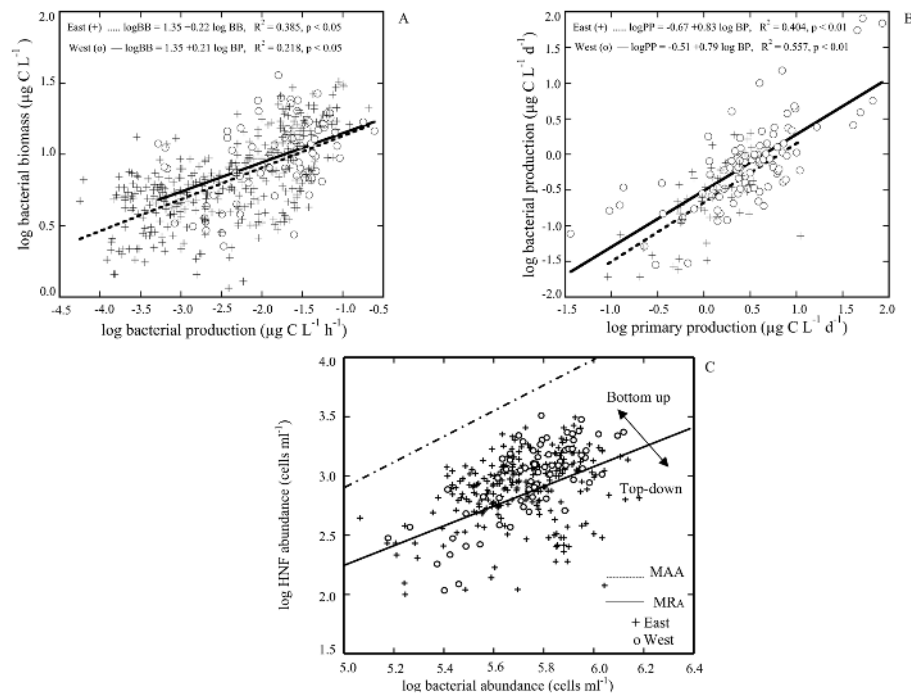 A
East (+) ..... logBB = 1.35 −0.22 log BB, R² = 0.385, p < 0.05
West (o) — logBB = 1.35 +0.21 log BP, R² = 0.218, p < 0.05
2.0
1.5
1.0
0.5
0.0
log bacterial biomass (µg C L⁻¹)
-4.5 -4.0 -3.5 -3.0 -2.5 -2.0 -1.5 -1.0 -0.5
log bacterial production (µg C L⁻¹ h⁻¹)
East (+) ..... logPP = -0.67 +0.83 log BP, R² = 0.404, p < 0.01
West (o) —logPP = -0.51 +0.79 log BP, R² = 0.557, p < 0.01
2.0
1.5
1.0
0.5
0.0
-0.5
-1.0
-1.5
-2.0
log bacterial production (µg C L⁻¹ d⁻¹)
-1.5 -1.0 -0.5 0.0 0.5 1.0 1.5 2.0
log primary production (µg C L⁻¹ d⁻¹)
C
4.0
3.5
3.0
2.5
2.0
1.5
log HNF abundance (cells ml⁻¹)
Bottom up
Top-down
MAA
MRA
+ East
o West
5.0 5.2 5.4 5.6 5.8 6.0 6.2 6.4
log bacterial abundance (cells ml⁻¹)